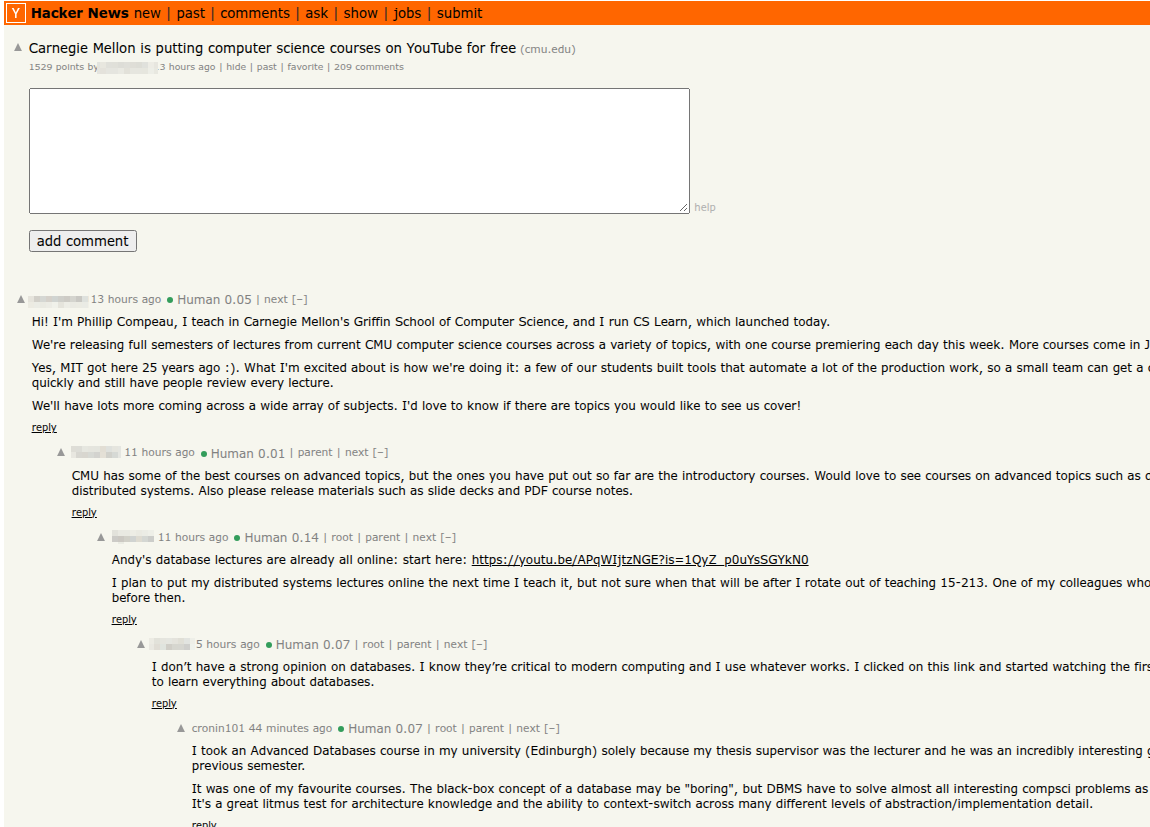 Y Hacker News new | past | comments | ask | show | jobs | submit
▲ Carnegie Mellon is putting computer science courses on YouTube for free (cmu.edu)
1529 points by 3 hours ago | hide | past | favorite | 209 comments
help
add comment
▲ 13 hours ago ● Human 0.05 | next [–]
Hi! I'm Phillip Compeau, I teach in Carnegie Mellon's Griffin School of Computer Science, and I run CS Learn, which launched today.
We're releasing full semesters of lectures from current CMU computer science courses across a variety of topics, with one course premiering each day this week. More courses come in J
Yes, MIT got here 25 years ago :). What I'm excited about is how we're doing it: a few of our students built tools that automate a lot of the production work, so a small team can get a
quickly and still have people review every lecture.
We'll have lots more coming across a wide array of subjects. I'd love to know if there are topics you would like to see us cover!
reply
▲ 11 hours ago ● Human 0.01 | parent | next [–]
CMU has some of the best courses on advanced topics, but the ones you have put out so far are the introductory courses. Would love to see courses on advanced topics such as
distributed systems. Also please release materials such as slide decks and PDF course notes.
reply
▲ 11 hours ago ● Human 0.14 | root | parent | next [–]
Andy's database lectures are already all online: start here: https://youtu.be/APqWIjtzNGE?is=1QyZ_p0uYsSGYkN0
I plan to put my distributed systems lectures online the next time I teach it, but not sure when that will be after I rotate out of teaching 15-213. One of my colleagues who
before then.
reply
▲ 5 hours ago ● Human 0.07 | root | parent | next [–]
I don’t have a strong opinion on databases. I know they’re critical to modern computing and I use whatever works. I clicked on this link and started watching the firs
to learn everything about databases.
reply
▲ cronin101 44 minutes ago ● Human 0.07 | root | parent | next [–]
I took an Advanced Databases course in my university (Edinburgh) solely because my thesis supervisor was the lecturer and he was an incredibly interesting g
previous semester.
It was one of my favourite courses. The black-box concept of a database may be "boring", but DBMS have to solve almost all interesting compsci problems as
It's a great litmus test for architecture knowledge and the ability to context-switch across many different levels of abstraction/implementation detail.
reply